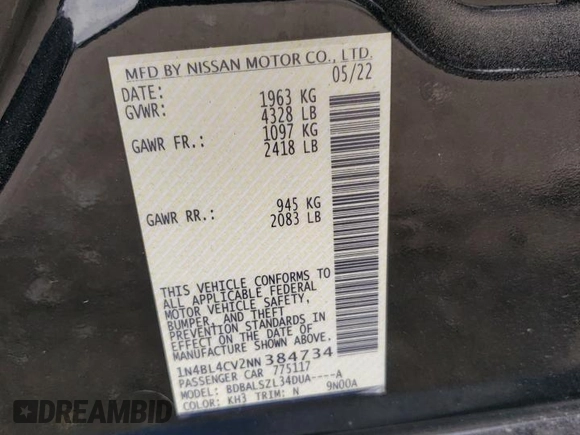 MFD BY NISSAN MOTOR CO., LTD.
DATE: 05/22
GVWR: 1963 KG
4328 LB
GAWR FR.: 1097 KG
2418 LB
GAWR RR.: 945 KG
2083 LB
THIS VEHICLE CONFORMS TO
ALL APPLICABLE FEDERAL
MOTOR VEHICLE SAFETY,
BUMPER, AND THEFT
PREVENTION STANDARDS IN
EFFECT ON THE DATE OF
MANUFACTURE SHOWN ABOVE.
1N4BL4CV2NN384734
PASSENGER CAR 775117
MODEL: BDBALSZL34DUA----A
COLOR: KH3 TRIM: N 9N00A
DREAMBID